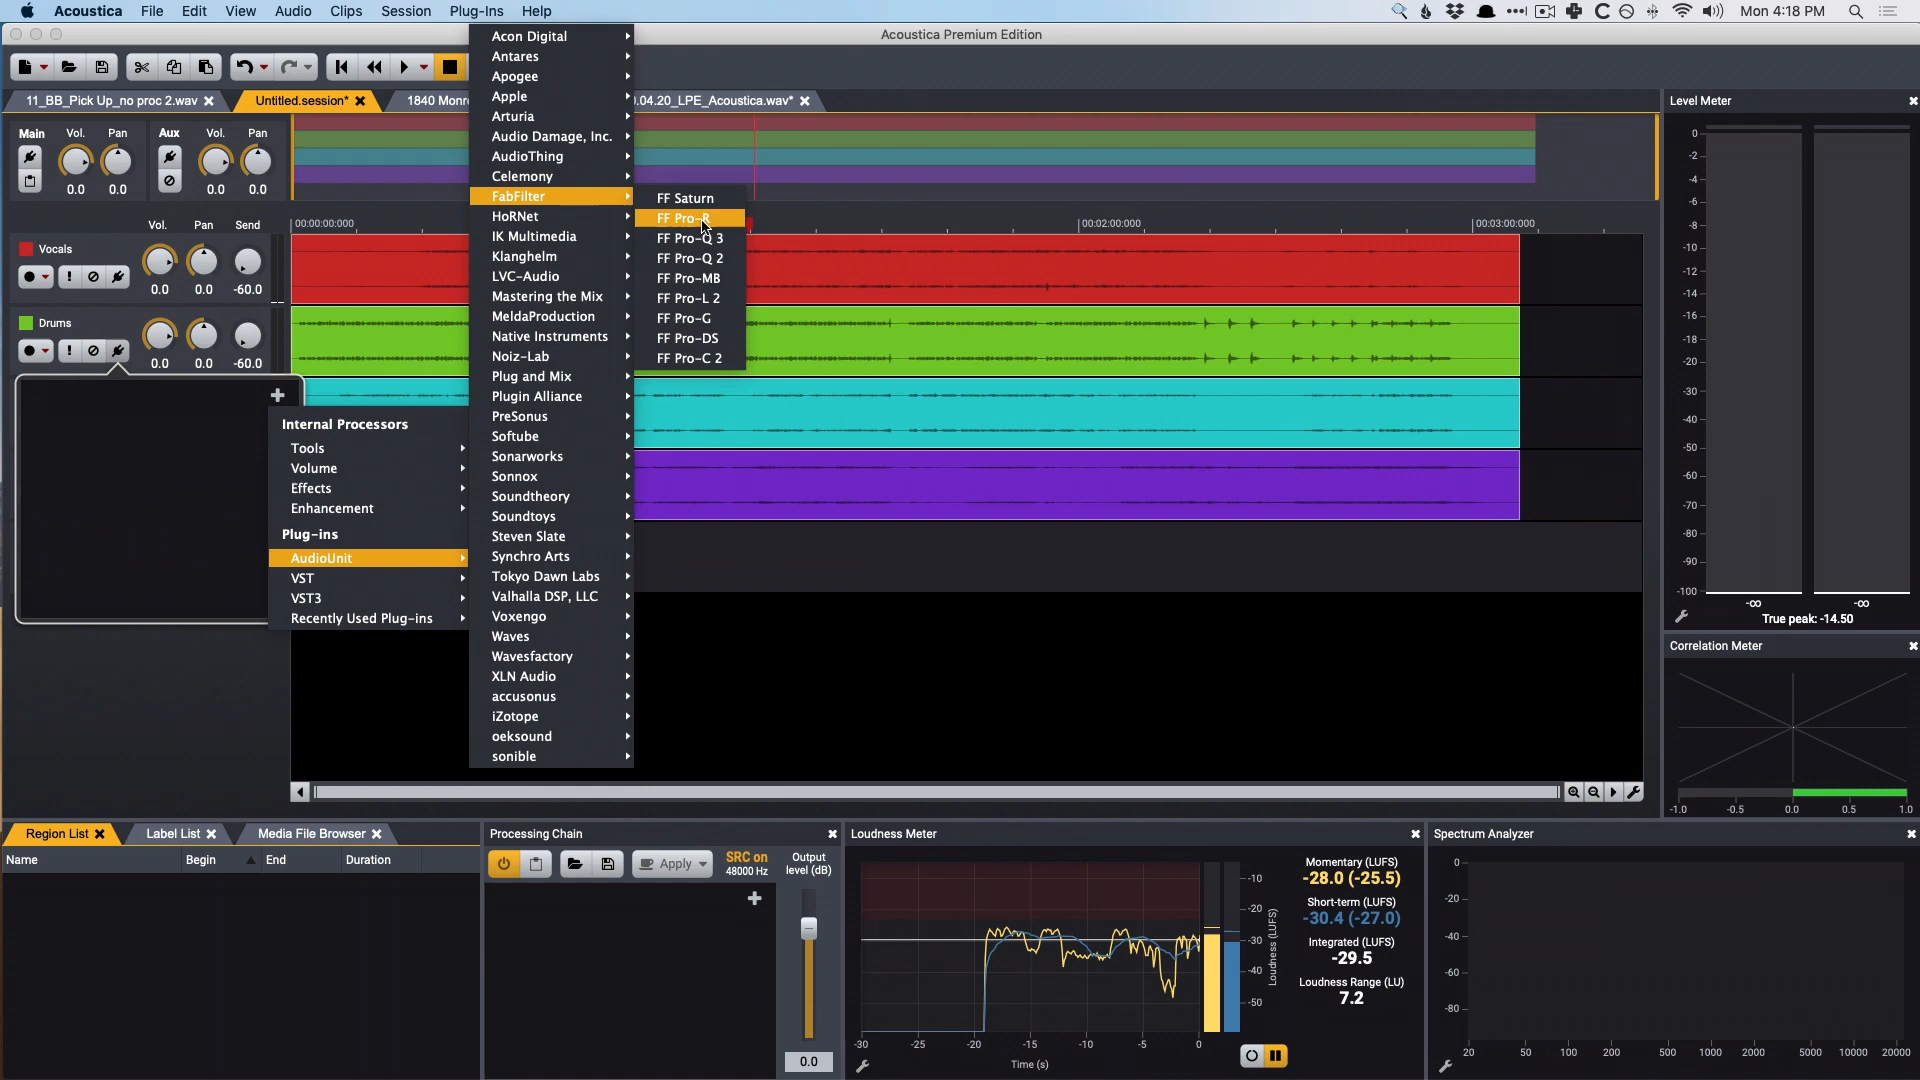 Acoustica File Edit View Audio Clips Session Plug-Ins Help Mon 4:18 PM
Acoustica Premium Edition
11_BB_Pick Up_no proc 2.wav
Untitled.session*
1840 Monr
.04.20_LPE_Acoustica.wav*
Main Vol. Pan
0.0 0.0
Aux Vol. Pan
0.0 0.0
Vol. Pan Send
00:00:00:000
00:02:00:000
00:03:00:000
Vocals
0.0 0.0 -60.0
Drums
0.0 0.0 -60.0
Internal Processors
Tools
Volume
Effects
Enhancement
Plug-ins
AudioUnit
VST
VST3
Recently Used Plug-ins
Acon Digital
Antares
Apogee
Apple
Arturia
Audio Damage, Inc.
AudioThing
Celemony
FabFilter
HoRNet
IK Multimedia
Klanghelm
LVC-Audio
Mastering the Mix
MeldaProduction
Native Instruments
Noiz-Lab
Plug and Mix
Plugin Alliance
PreSonus
Softube
Sonarworks
Sonnox
Soundtheory
Soundtoys
Steven Slate
Synchro Arts
Tokyo Dawn Labs
Valhalla DSP, LLC
Voxengo
Waves
Wavesfactory
XLN Audio
accusonus
iZotope
oeksound
sonible
FF Saturn
FF Pro-R
FF Pro-Q 3
FF Pro-Q 2
FF Pro-MB
FF Pro-L 2
FF Pro-G
FF Pro-DS
FF Pro-C 2
Level Meter
0
-2
-4
-6
-8
-10
-12
-14
-16
-18
-20
-30
-40
-50
-60
-70
-80
-90
-100
-∞ -∞
True peak: -14.50
Correlation Meter
-1.0 -0.5 0.0 0.5 1.0
Region List
Label List
Media File Browser
Name Begin End Duration
Processing Chain
Apply
SRC on
48000 Hz
Output
level (dB)
0.0
Loudness Meter
-10
-20
-30
-40
-50
Loudness (LUFS)
-30 -25 -20 -15 -10 -5 0
Time (s)
Momentary (LUFS)
-28.0 (-25.5)
Short-term (LUFS)
-30.4 (-27.0)
Integrated (LUFS)
-29.5
Loudness Range (LU)
7.2
Spectrum Analyzer
0
-20
-40
-60
-80
20 50 100 200 500 1000 2000 5000 10000 20000